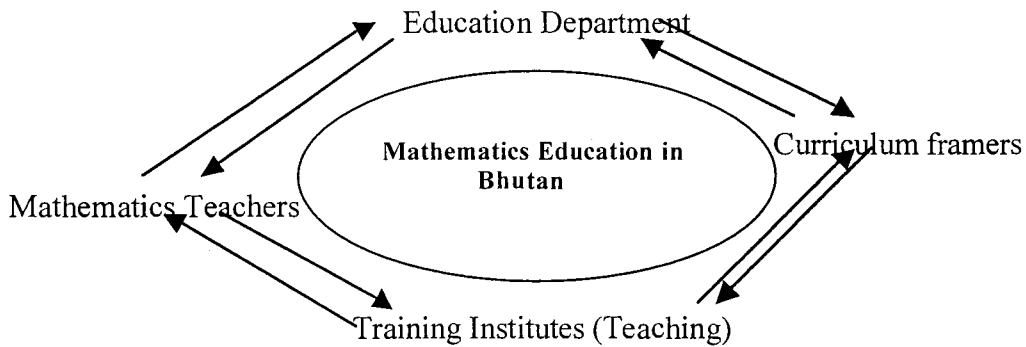 Education Department
Mathematics Education in
Bhutan
Curriculum framers
Mathematics Teachers
Training Institutes (Teaching)